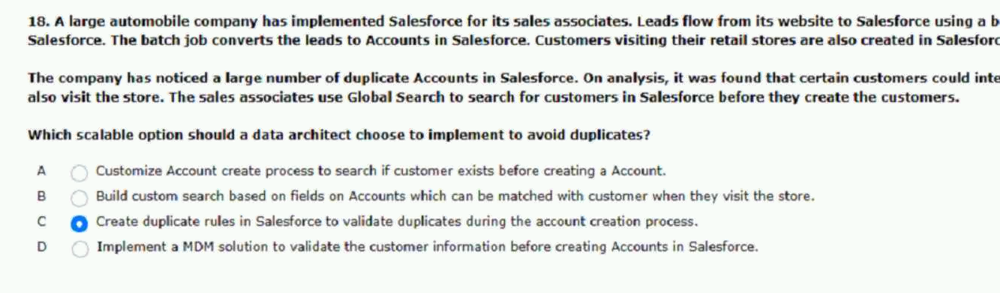 18. A large automobile company has implemented Salesforce for its sales associates. Leads flow from its website to Salesforce using a b
Salesforce. The batch job converts the leads to Accounts in Salesforce. Customers visiting their retail stores are also created in Salesforc
The company has noticed a large number of duplicate Accounts in Salesforce. On analysis, it was found that certain customers could inte
also visit the store. The sales associates use Global Search to search for customers in Salesforce before they create the customers.
Which scalable option should a data architect choose to implement to avoid duplicates?
A Customize Account create process to search if customer exists before creating a Account.
B Build custom search based on fields on Accounts which can be matched with customer when they visit the store.
C Create duplicate rules in Salesforce to validate duplicates during the account creation process.
D Implement a MDM solution to validate the customer information before creating Accounts in Salesforce.